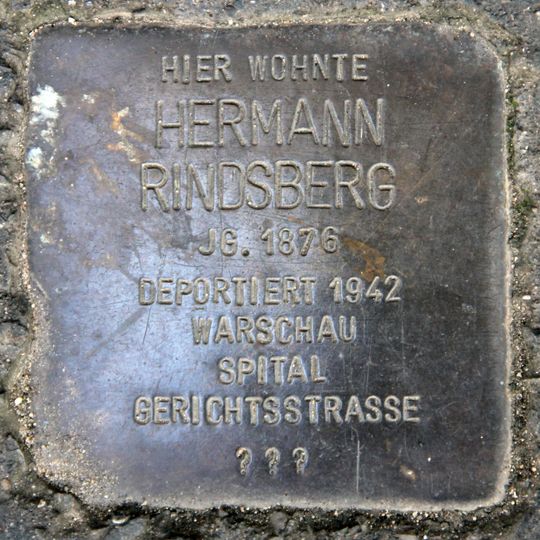 HIER WOHNTE
HERMANN
RINDSBERG
JG. 1876
DEPORTIERT 1942
WARSCHAU
SPITAL
GERICHTSSTRASSE
???